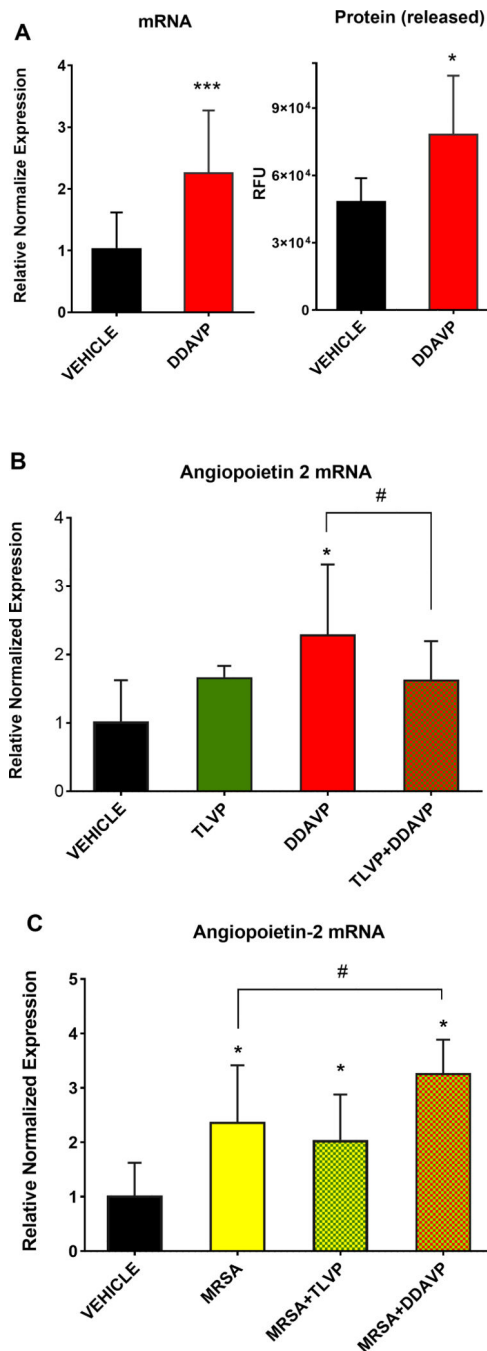 A
mRNA
Protein (released)
Relative Normalize Expression
4
3
2
1
0
***
VEHICLE
DDAVP
RFU
9×10⁴
6×10⁴
3×10⁴
0
*
VEHICLE
DDAVP
B
Angiopoietin 2 mRNA
Relative Normalized Expression
4
3
2
1
0
#
*
VEHICLE
TLVP
DDAVP
TLVP+DDAVP
C
Angiopoietin-2 mRNA
Relative Normalized Expression
5
4
3
2
1
0
#
*
*
*
VEHICLE
MRSA
MRSA+TLVP
MRSA+DDAVP